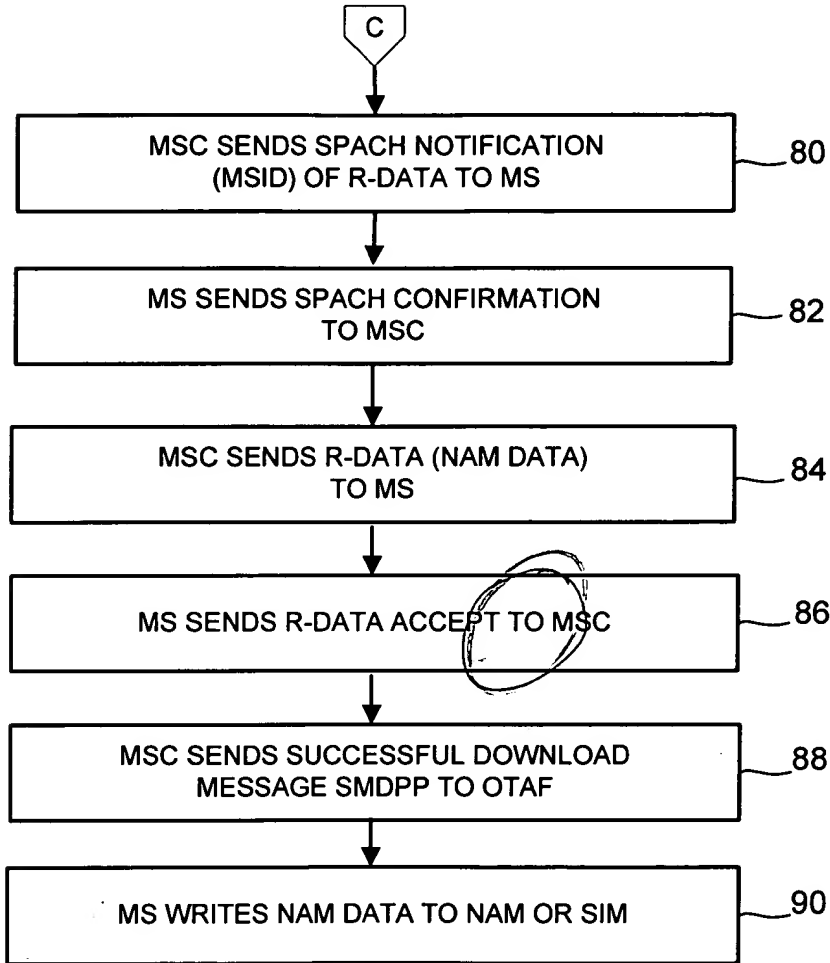 C
MSC SENDS SPACH NOTIFICATION
(MSID) OF R-DATA TO MS
80
MS SENDS SPACH CONFIRMATION
TO MSC
82
MSC SENDS R-DATA (NAM DATA)
TO MS
84
MS SENDS R-DATA ACCEPT TO MSC
86
MSC SENDS SUCCESSFUL DOWNLOAD
MESSAGE SMDPP TO OTAF
88
MS WRITES NAM DATA TO NAM OR SIM
90